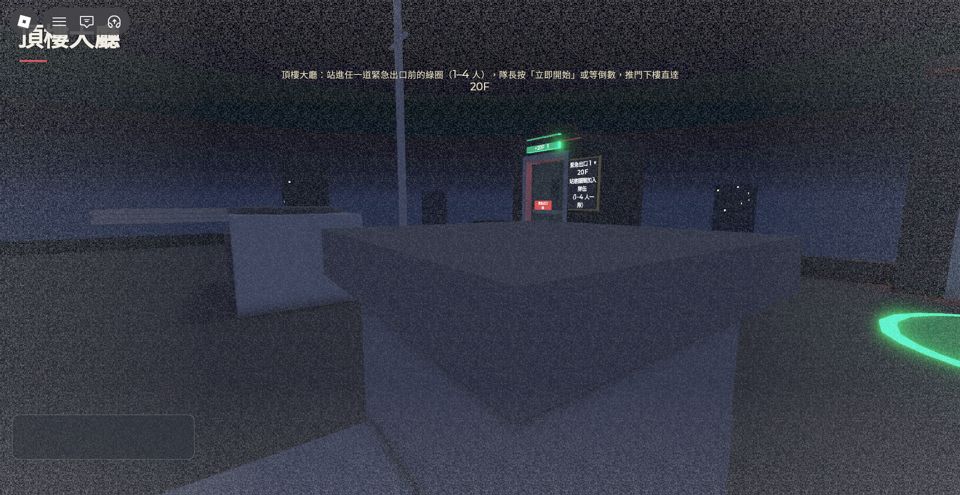 頂樓大廳
頂樓大廳：站進任一道緊急出口前的綠圈（1–4 人），隊長按「立即開始」或等倒數，推門下樓直達
20F
緊急出口 1 ▸
20F
（1–4 人一